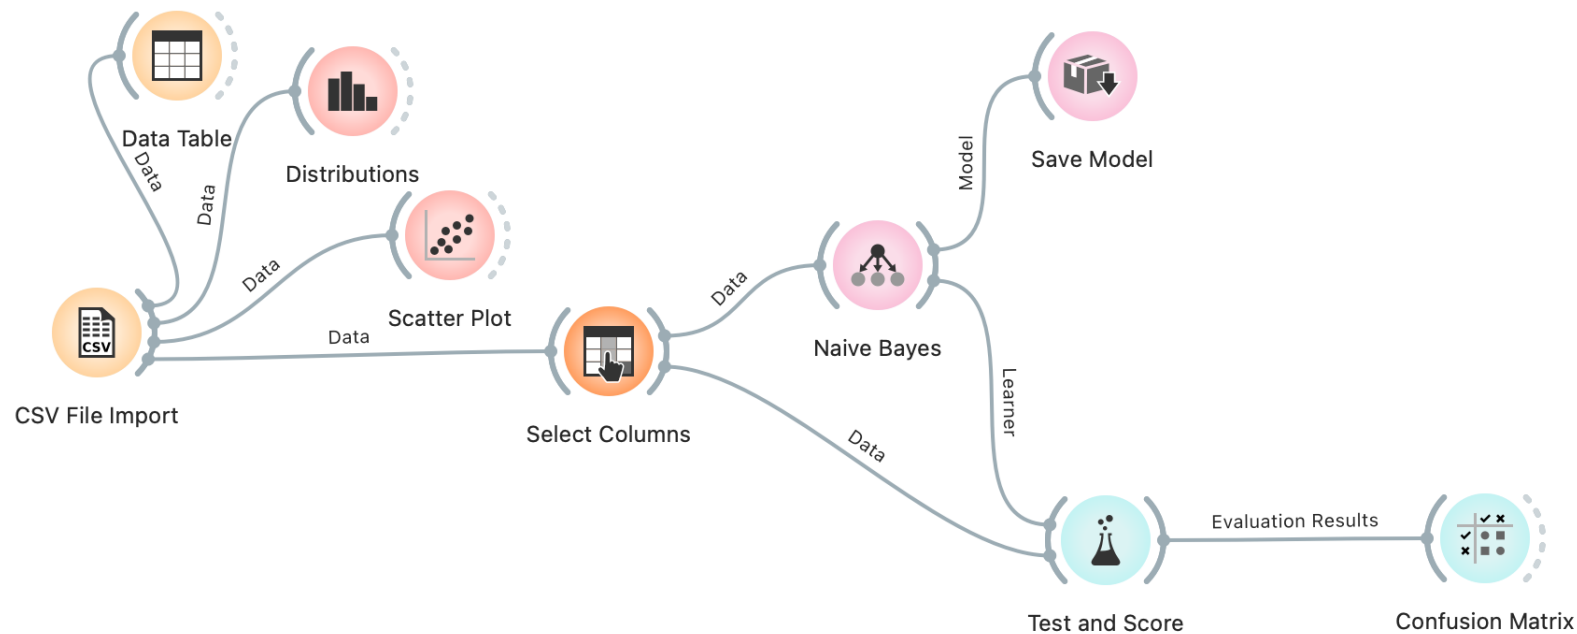 Data Table
Data
Distributions
Data
Scatter Plot
Data
CSV
CSV File Import
Data
Select Columns
Data
Naive Bayes
Model
Save Model
Learner
Data
Test and Score
Evaluation Results
Confusion Matrix